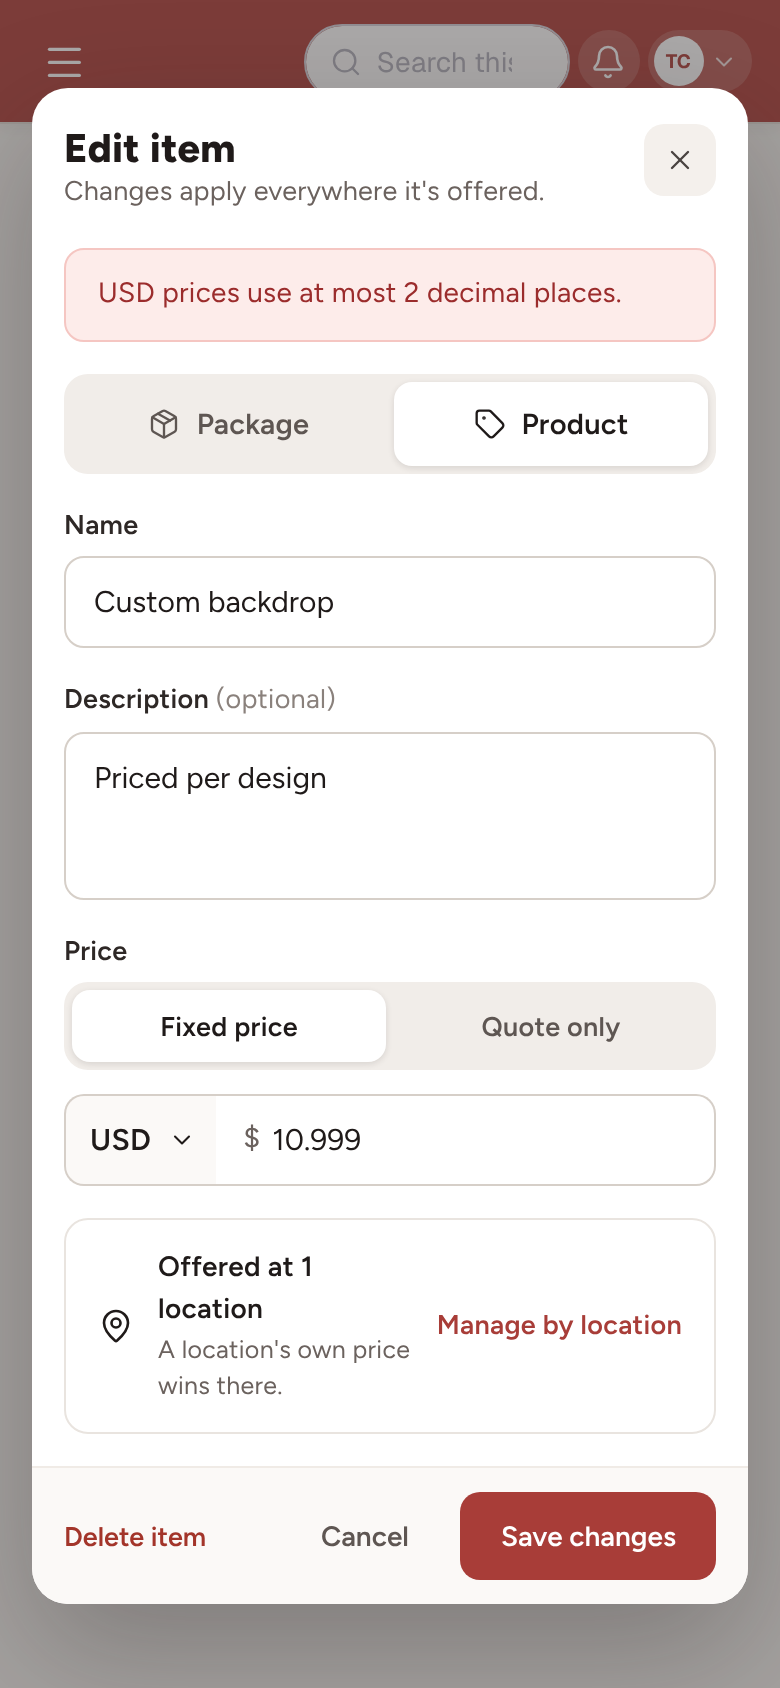 Search this
TC
Edit item
Changes apply everywhere it's offered.
USD prices use at most 2 decimal places.
Package
Product
Name
Custom backdrop
Description (optional)
Priced per design
Price
Fixed price
Quote only
USD
$ 10.999
Offered at 1
location
A location's own price
wins there.
Manage by location
Delete item
Cancel
Save changes